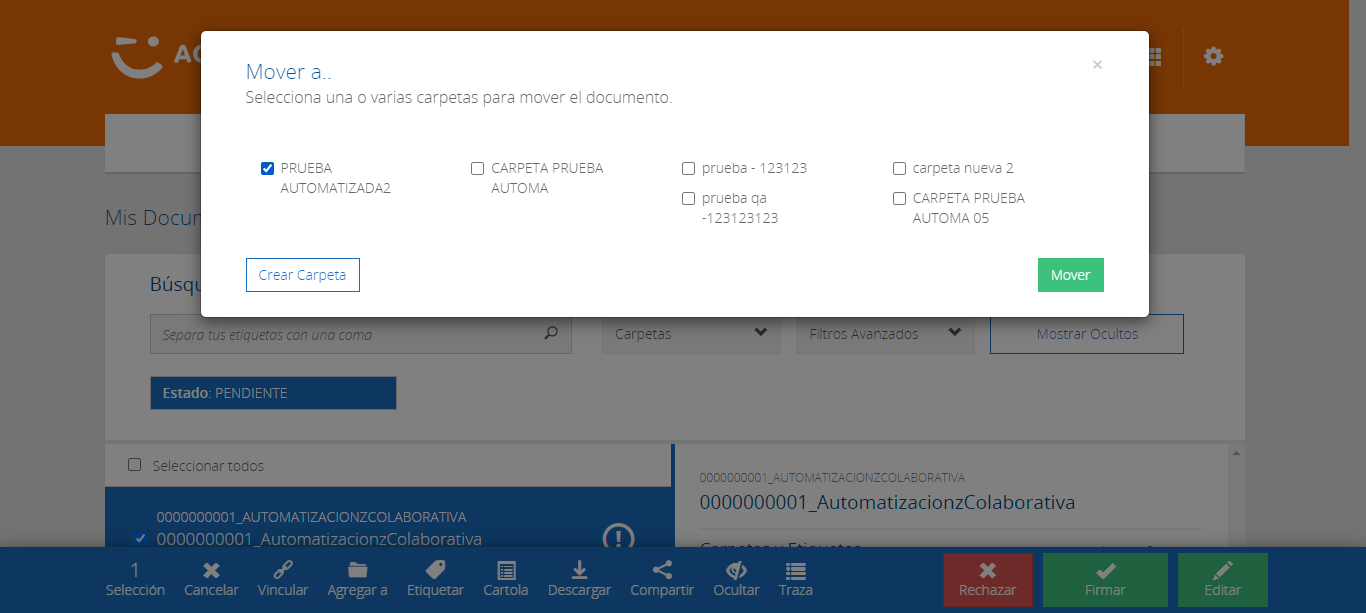 Mover a..
×
Selecciona una o varias carpetas para mover el documento.
PRUEBA
AUTOMATIZADA2
CARPETA PRUEBA
AUTOMA
prueba - 123123
prueba qa
-123123123
carpeta nueva 2
CARPETA PRUEBA
AUTOMA 05
Crear Carpeta
Mover
Mis Docum
Búsqu
Separa tus etiquetas con una coma
Carpetas
Filtros Avanzados
Mostrar Ocultos
Estado: PENDIENTE
Seleccionar todos
0000000001_AUTOMATIZACIONZCOLABORATIVA
0000000001_AutomatizacionzColaborativa
0000000001_AUTOMATIZACIONZCOLABORATIVA
0000000001_AutomatizacionzColaborativa
Carpetas y Etiquetas
1
Selección
Cancelar
Vincular
Agregar a
Etiquetar
Cartola
Descargar
Compartir
Ocultar
Traza
Rechazar
Firmar
Editar